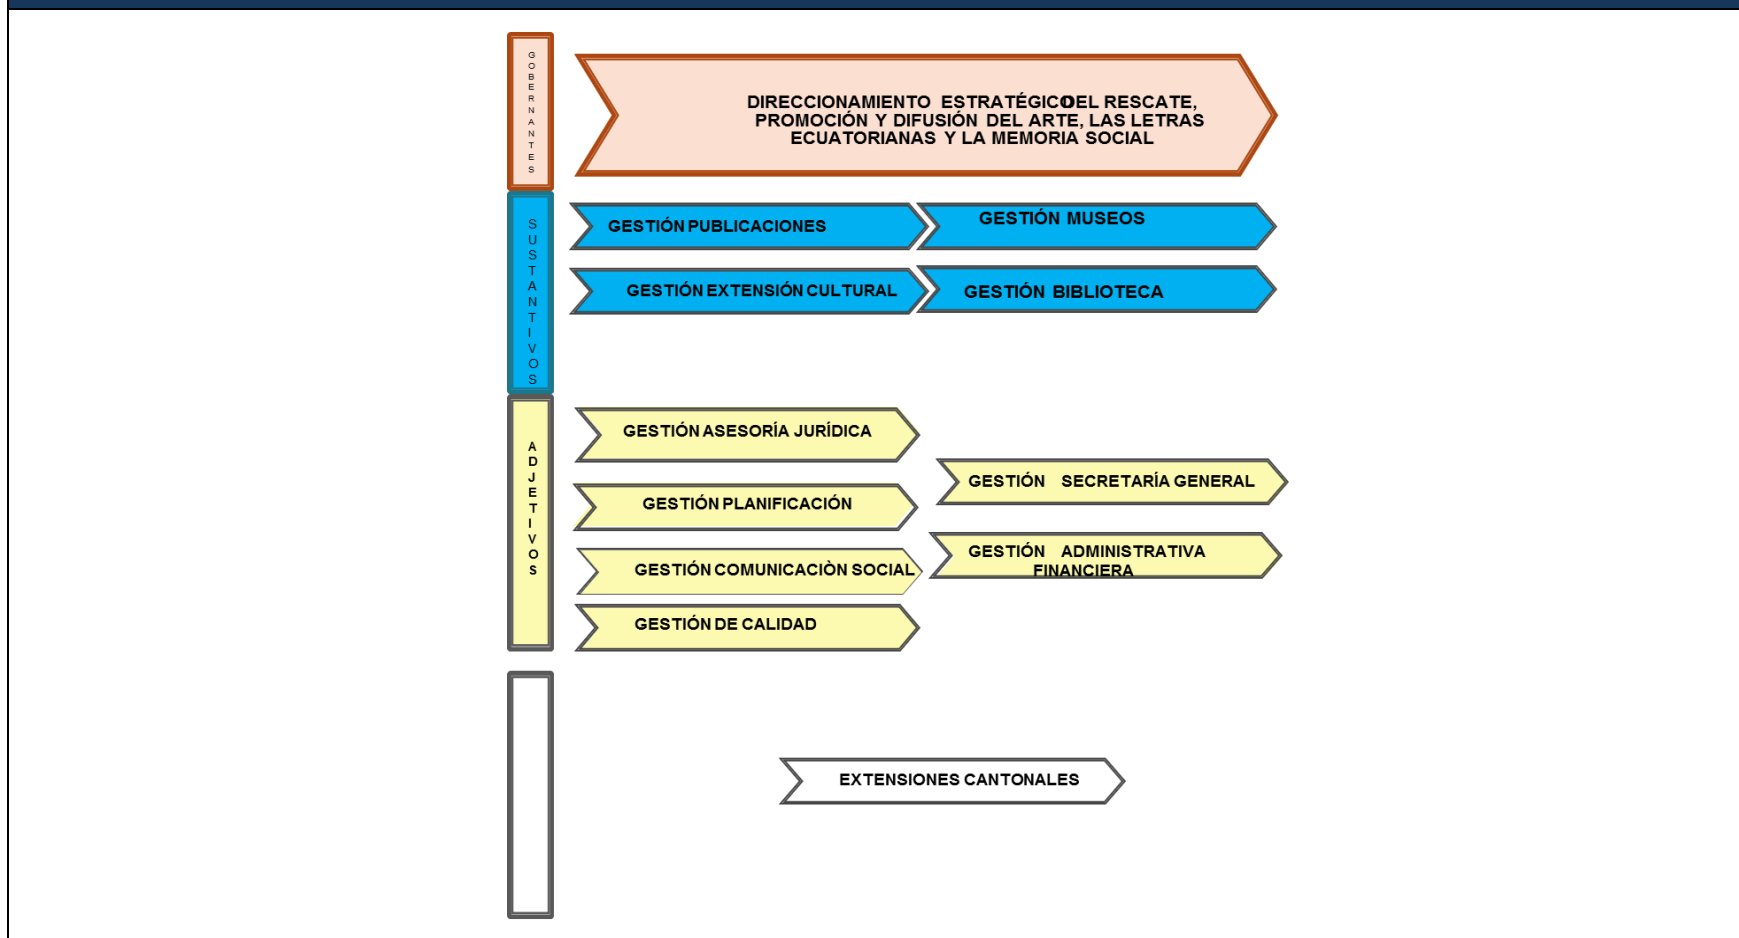 GOBERNANTES
DIRECCIONAMIENTO ESTRATÉGICO DEL RESCATE,
PROMOCIÓN Y DIFUSIÓN DEL ARTE, LAS LETRAS
ECUATORIANAS Y LA MEMORIA SOCIAL
SUSTANTIVOS
GESTIÓN PUBLICACIONES
GESTIÓN MUSEOS
GESTIÓN EXTENSIÓN CULTURAL
GESTIÓN BIBLIOTECA
ADJETIVOS
GESTIÓN ASESORÍA JURÍDICA
GESTIÓN SECRETARÍA GENERAL
GESTIÓN PLANIFICACIÓN
GESTIÓN ADMINISTRATIVA
FINANCIERA
GESTIÓN COMUNICACIÒN SOCIAL
GESTIÓN DE CALIDAD
EXTENSIONES CANTONALES